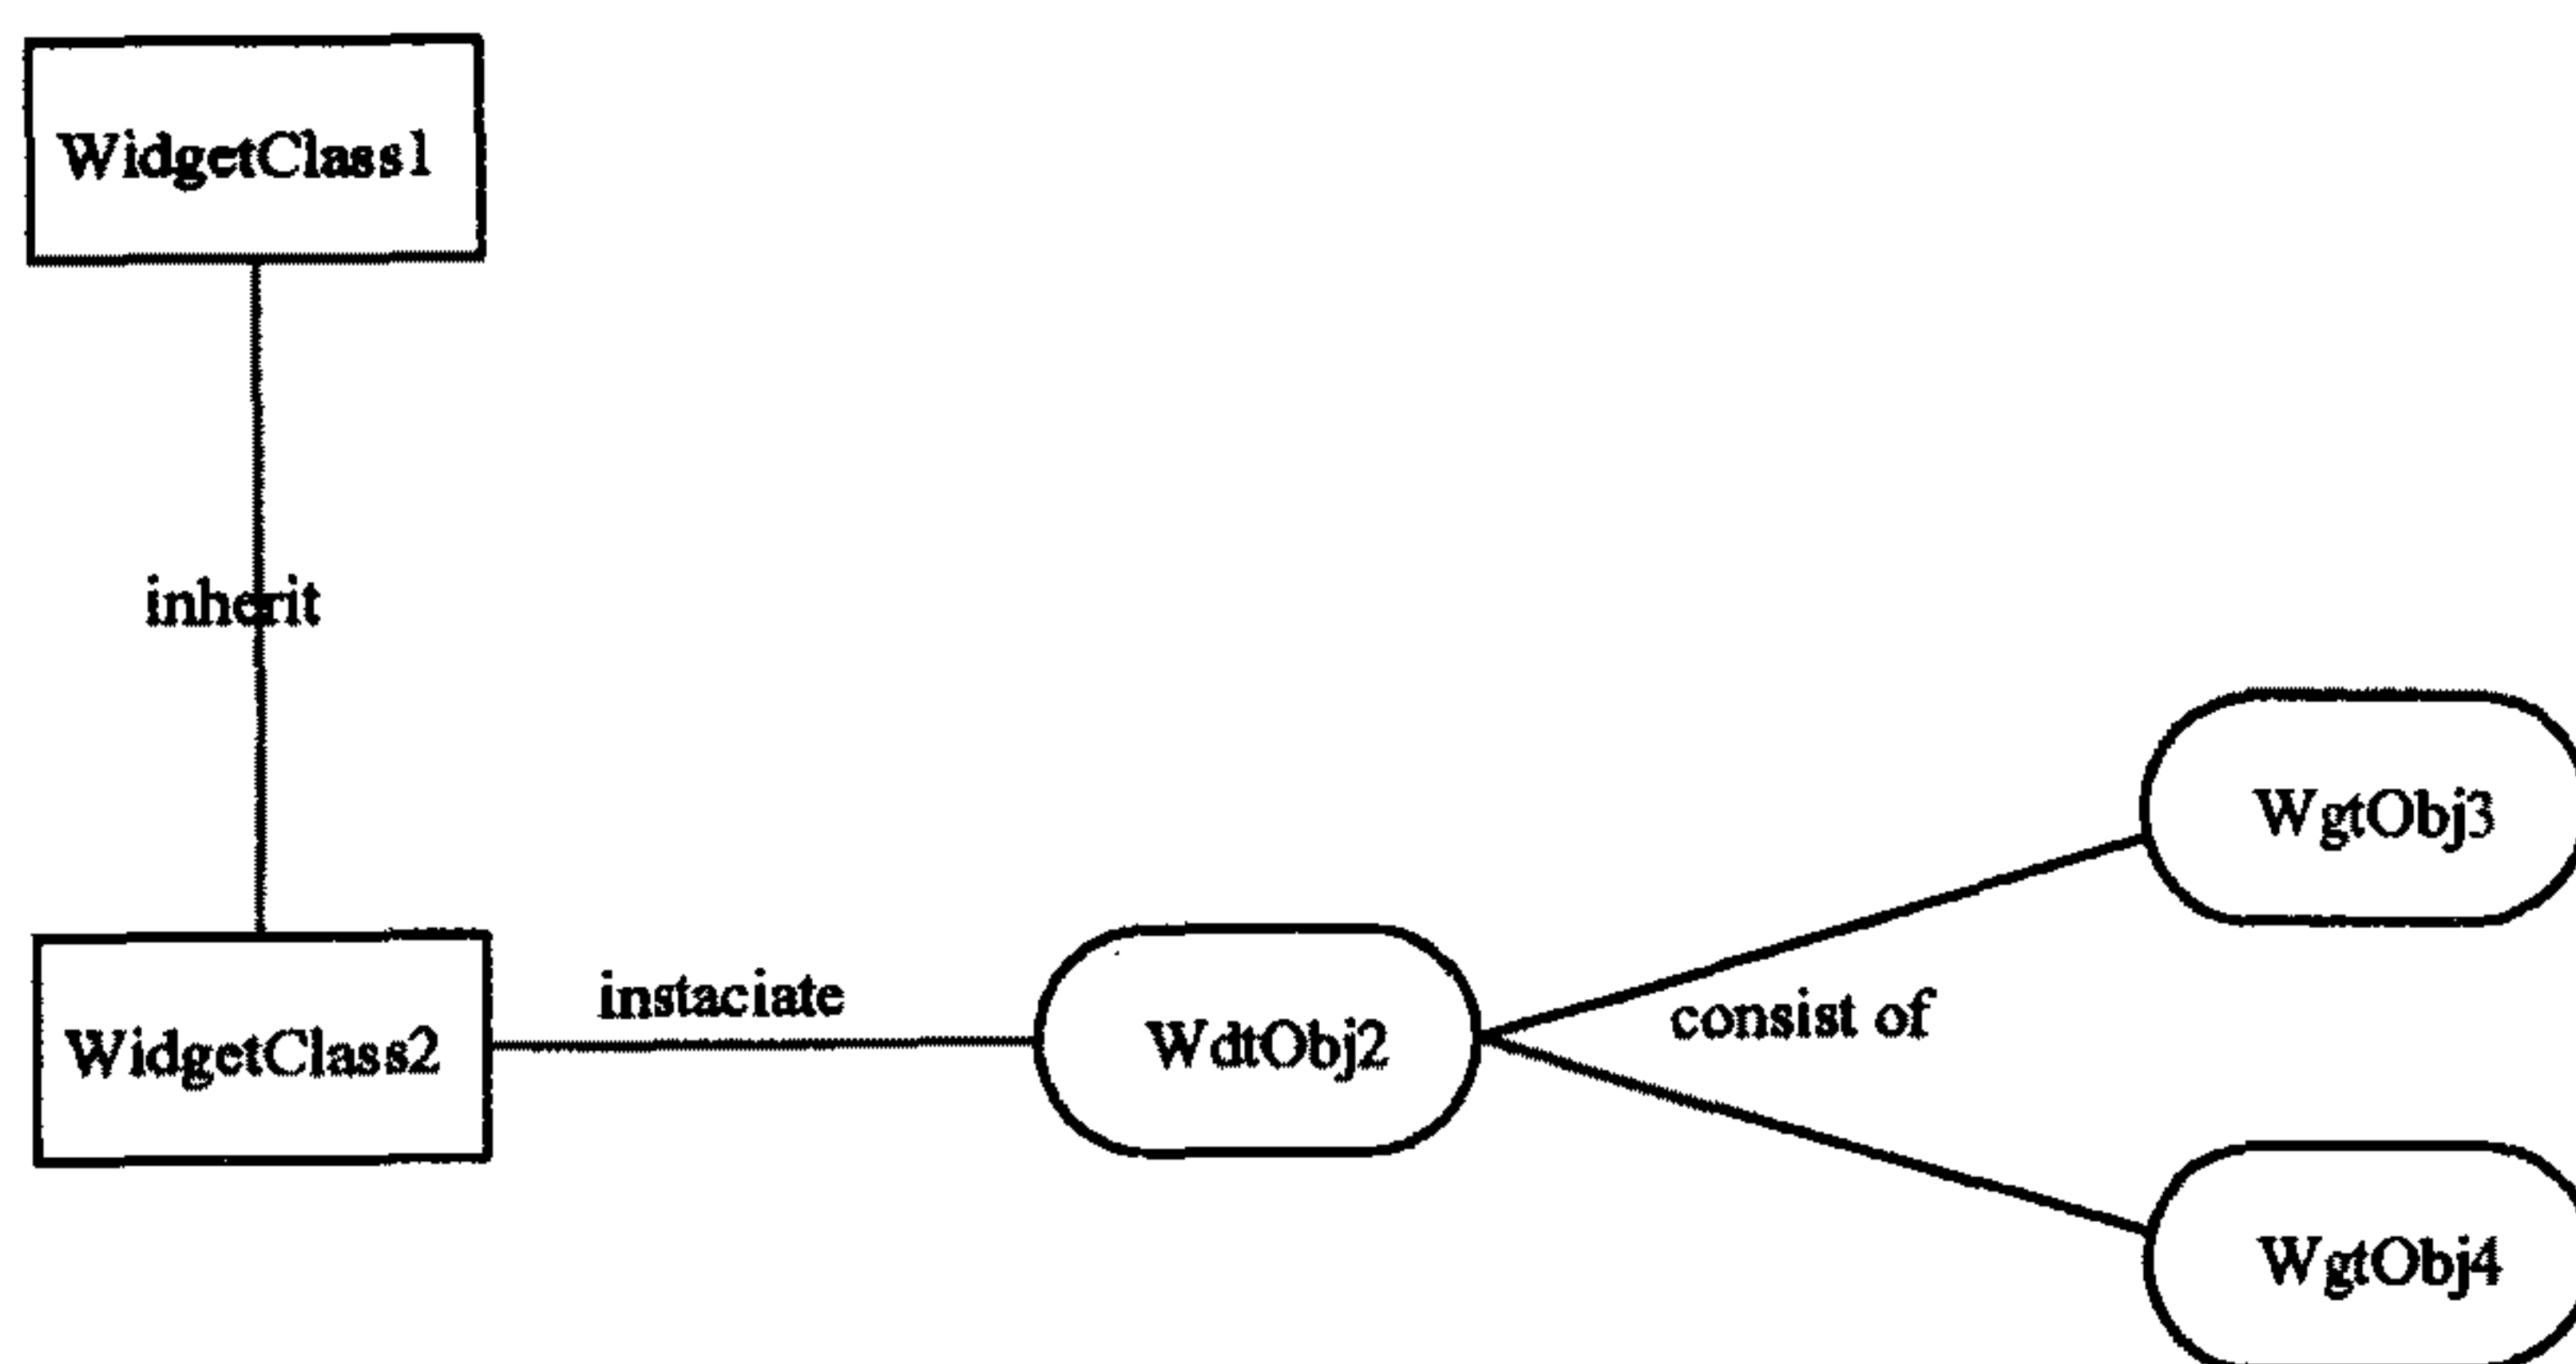 WidgetClass1
inherit
WgtObj3
instaciate
consist of
WidgetClass2
WdtObj2
WgtObj4